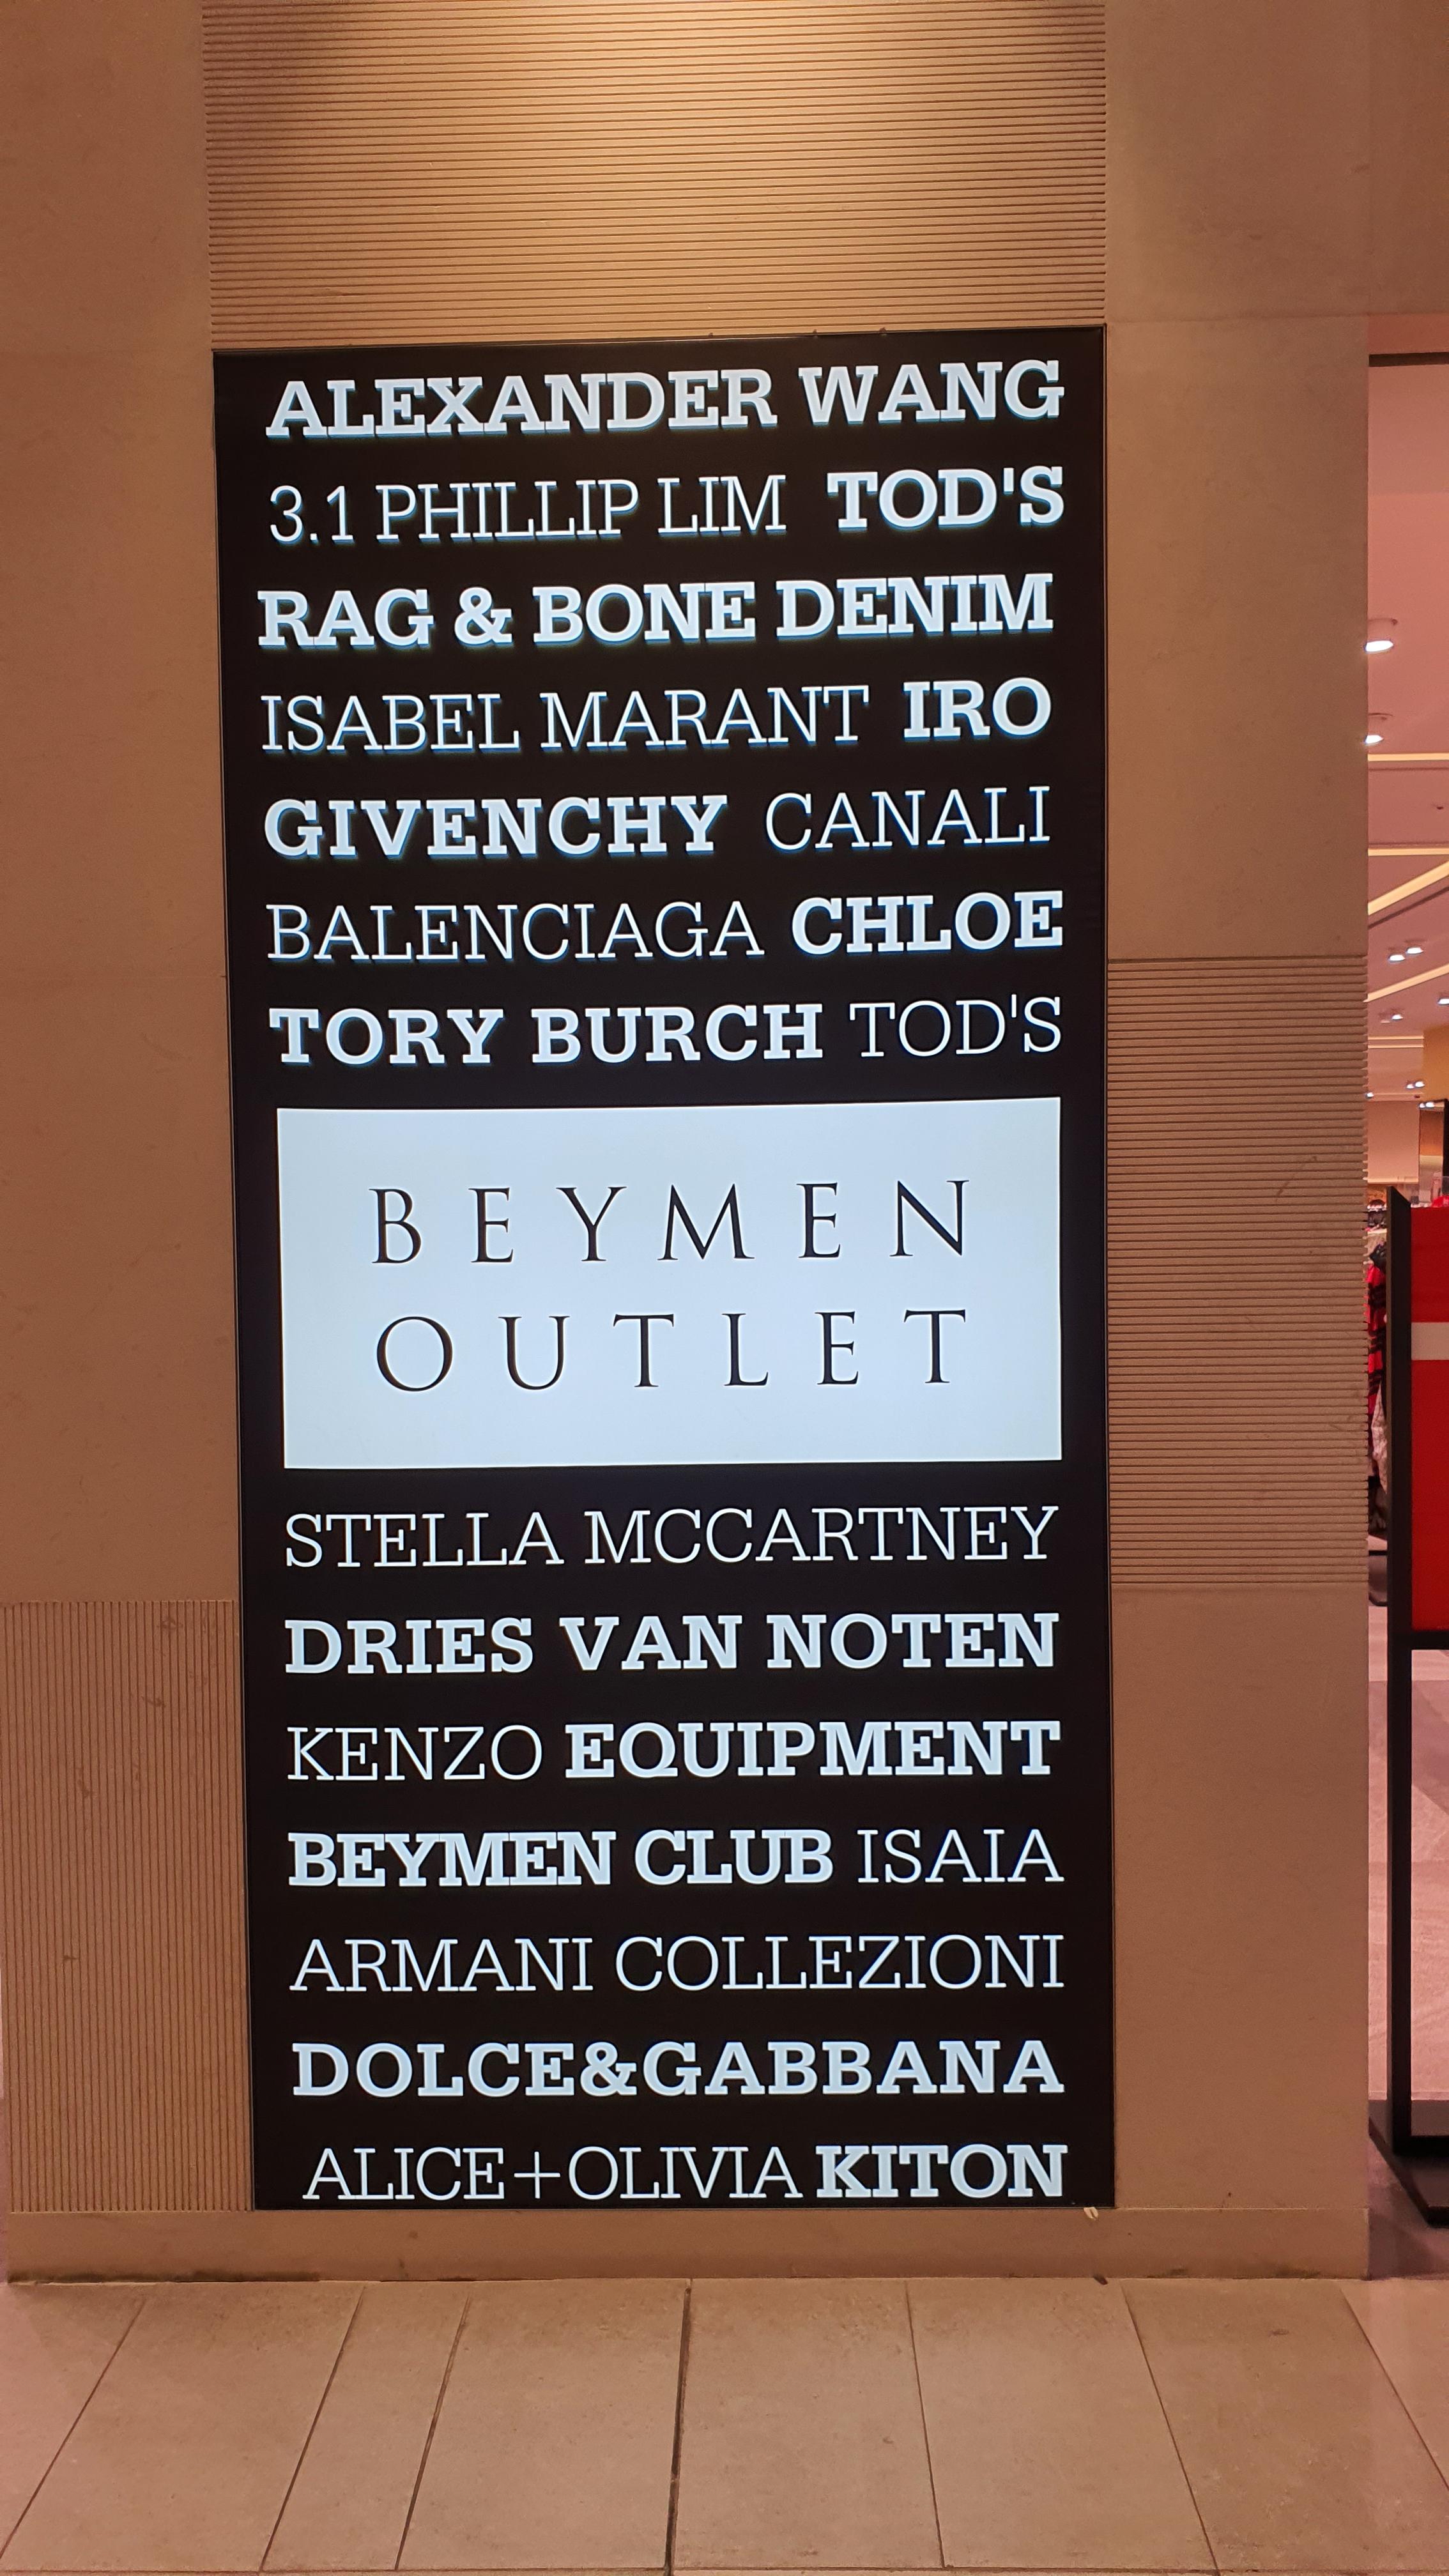 ALEXANDER WANG
3.1 PHILLIP LIM TOD'S
RAG & BONE DENIM
ISABEL MARANT IRO
GIVENCHY CANALI
BALENCIAGA CHLOE
TORY BURCH TOD'S
BEYMEN
OUTLET
STELLA MCCARTNEY
DRIES VAN NOTEN
KENZO EQUIPMENT
BEYMEN CLUB ISAIA
ARMANI COLLEZIONI
DOLCE&GABBANA
ALICE+OLIVIA KITON